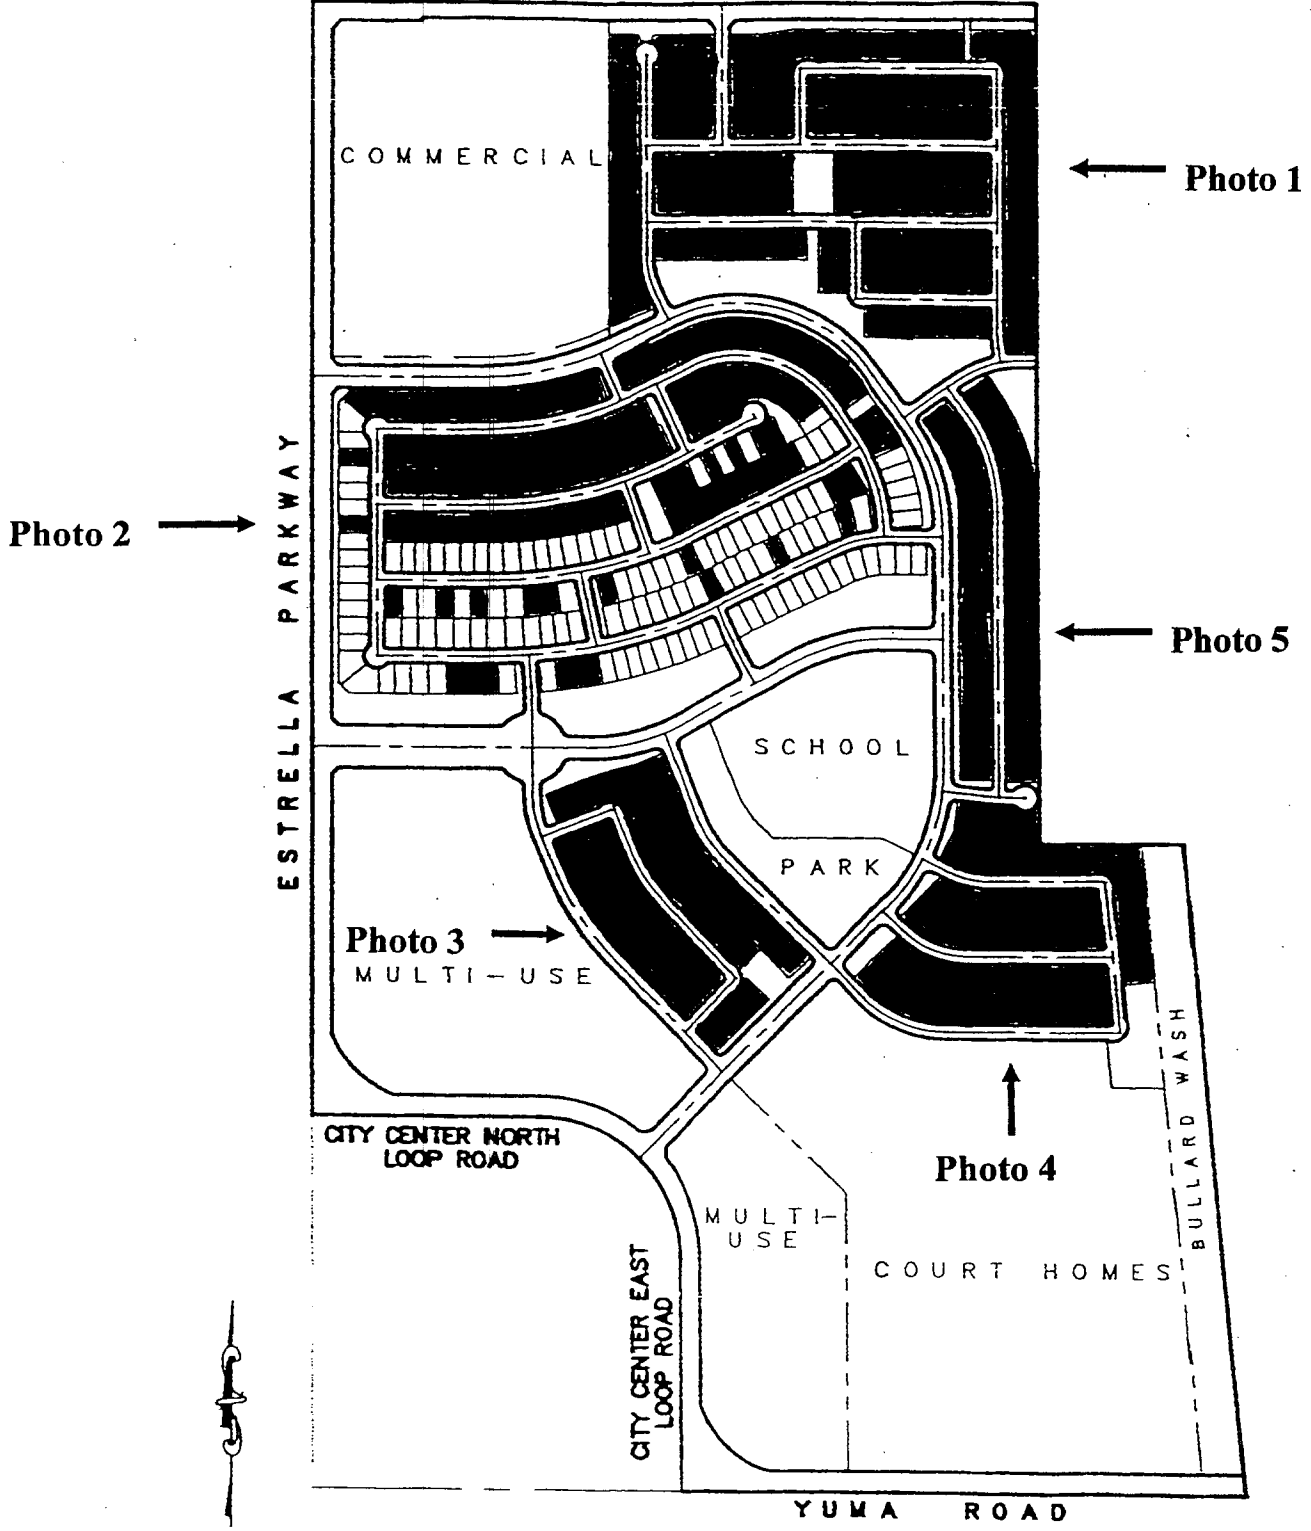 COMMERCIAL
Photo 1
ESTRELLA PARKWAY
Photo 2
Photo 5
SCHOOL
PARK
Photo 3
MULTI-USE
BULLARD WASH
CITY CENTER NORTH
LOOP ROAD
Photo 4
MULTI-
USE
COURT HOMES
CITY CENTER EAST
LOOP ROAD
YUMA ROAD